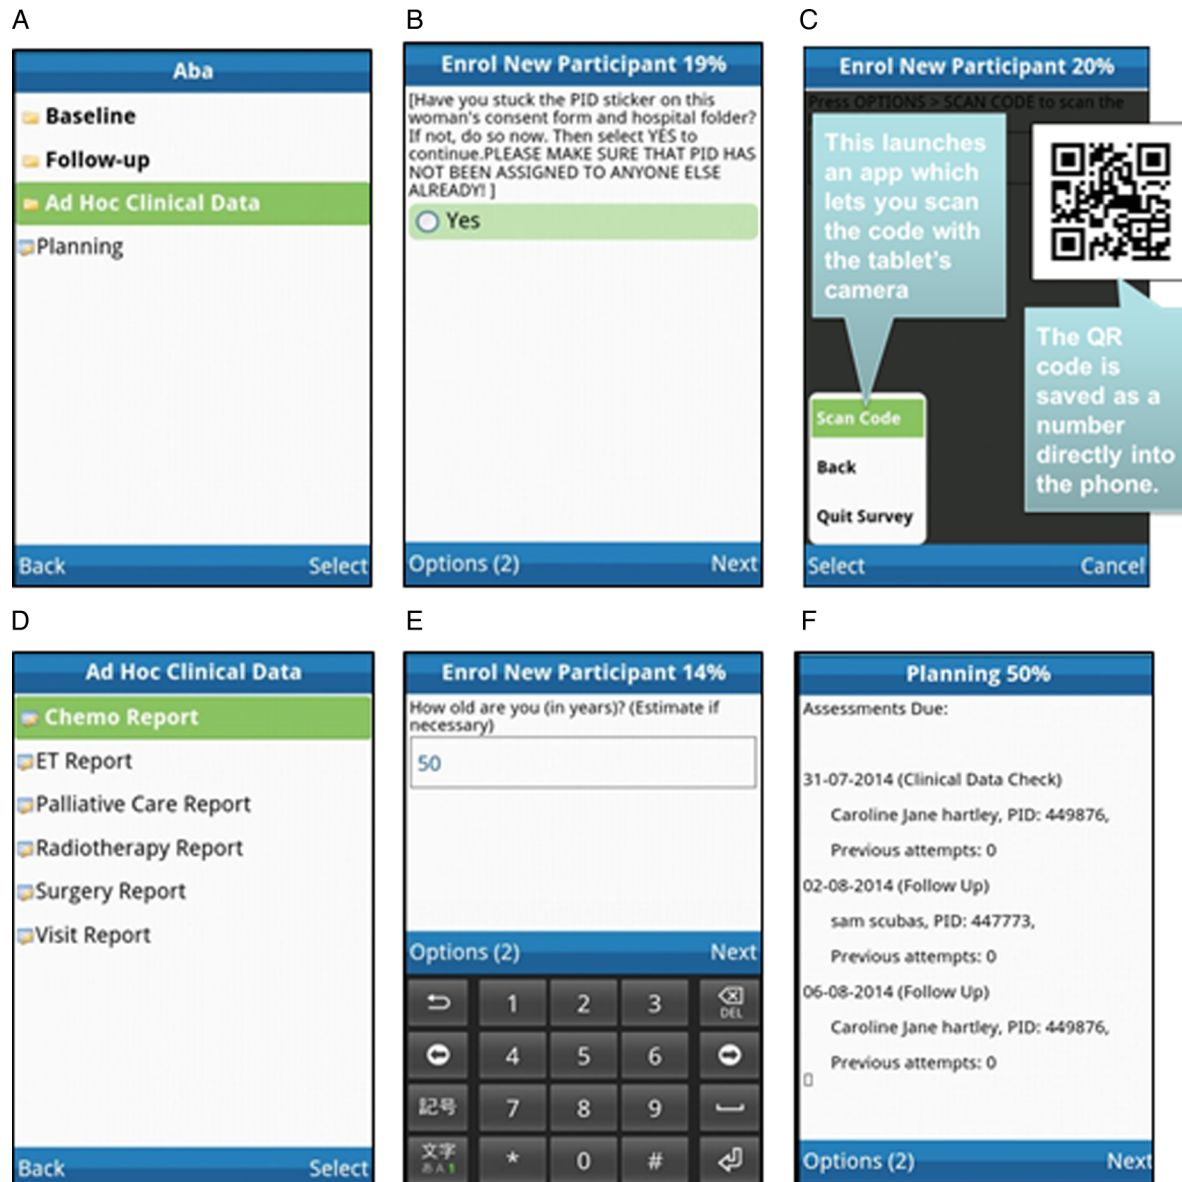 A
Aba
Baseline
Follow-up
Ad Hoc Clinical Data
Planning
Back Select
B
Enrol New Participant 19%
[Have you stuck the PID sticker on this
woman's consent form and hospital folder?
If not, do so now. Then select YES to
continue.PLEASE MAKE SURE THAT PID HAS
NOT BEEN ASSIGNED TO ANYONE ELSE
ALREADY! ]
Yes
Options (2) Next
C
Enrol New Participant 20%
Press OPTIONS > SCAN CODE to scan the
This launches
an app which
lets you scan
the code with
the tablet's
camera
The QR
code is
saved as a
number
directly into
the phone.
Scan Code
Back
Quit Survey
Select Cancel
D
Ad Hoc Clinical Data
Chemo Report
ET Report
Palliative Care Report
Radiotherapy Report
Surgery Report
Visit Report
Back Select
E
Enrol New Participant 14%
How old are you (in years)? (Estimate if
necessary)
50
Options (2) Next
1 2 3 DEL
4 5 6
記号 7 8 9
文字 * 0 #
あA1
F
Planning 50%
Assessments Due:
31-07-2014 (Clinical Data Check)
Caroline Jane hartley, PID: 449876,
Previous attempts: 0
02-08-2014 (Follow Up)
sam scubas, PID: 447773,
Previous attempts: 0
06-08-2014 (Follow Up)
Caroline Jane hartley, PID: 449876,
Previous attempts: 0
Options (2) Next